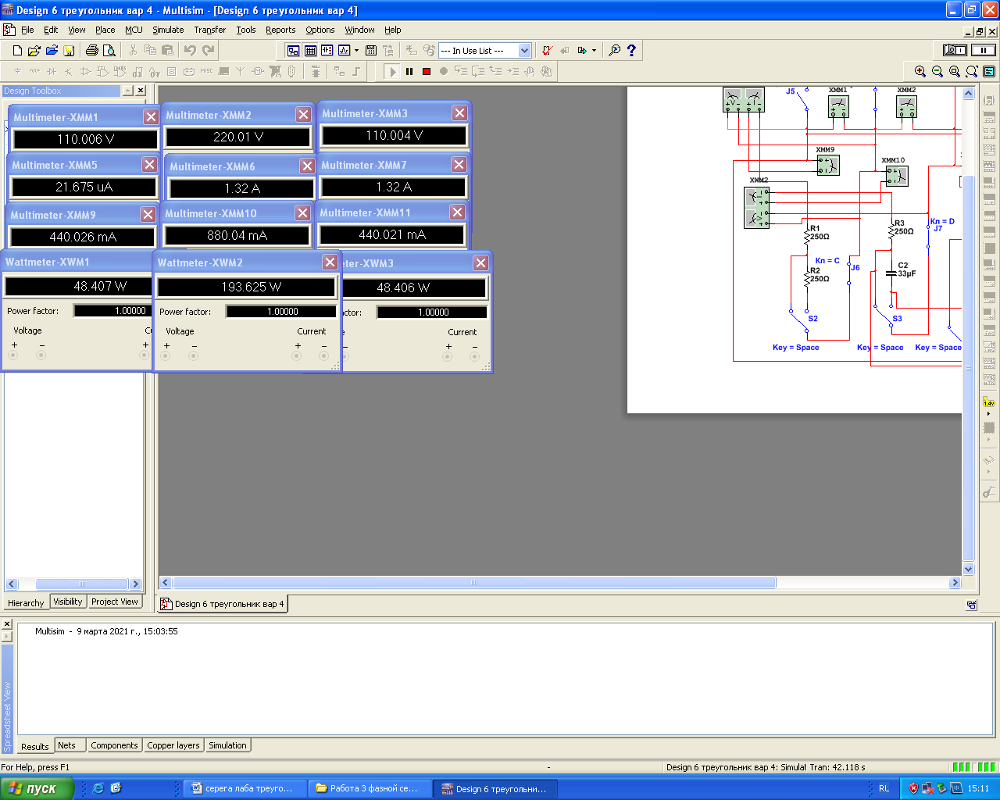 Design 6 треугольник вар 4 - Multisim - [Design 6 треугольник вар 4]
File Edit View Place MCU Simulate Transfer Tools Reports Options Window Help
--- In Use List ---
MISC
Design Toolbox
Multimeter-XMM1
110.006 V
Multimeter-XMM2
220.01 V
Multimeter-XMM3
110.004 V
Multimeter-XMM5
21.675 uA
Multimeter-XMM6
1.32 A
Multimeter-XMM7
1.32 A
Multimeter-XMM9
440.026 mA
Multimeter-XMM10
880.04 mA
Multimeter-XMM11
440.021 mA
Wattmeter-XWM1
48.407 W
Power factor: 1.00000
Voltage Cu
+ − +
Wattmeter-XWM2
193.625 W
Power factor: 1.00000
Voltage Current
+ − + −
eter-XWM3
48.406 W
ctor: 1.00000
e Current
− + −
J5
XMM1
XMM2
XMM9
XMM10
XWM2
R1
250Ω
R3
250Ω
Кл = D
J7
Кл = C
J6
R2
250Ω
C2
33µF
S2
S3
Key = Space
Key = Space
Key = Space
1.4v
Hierarchy Visibility Project View
Design 6 треугольник вар 4
Multisim - 9 марта 2021 г., 15:03:55
Spreadsheet View
Results Nets Components Copper layers Simulation
For Help, press F1
-
Design 6 треугольник вар 4: Simulat Tran: 42.118 s
пуск
серега лаба треуго...
Работа 3 фазной се...
Design 6 треугольни...
RL
15:11